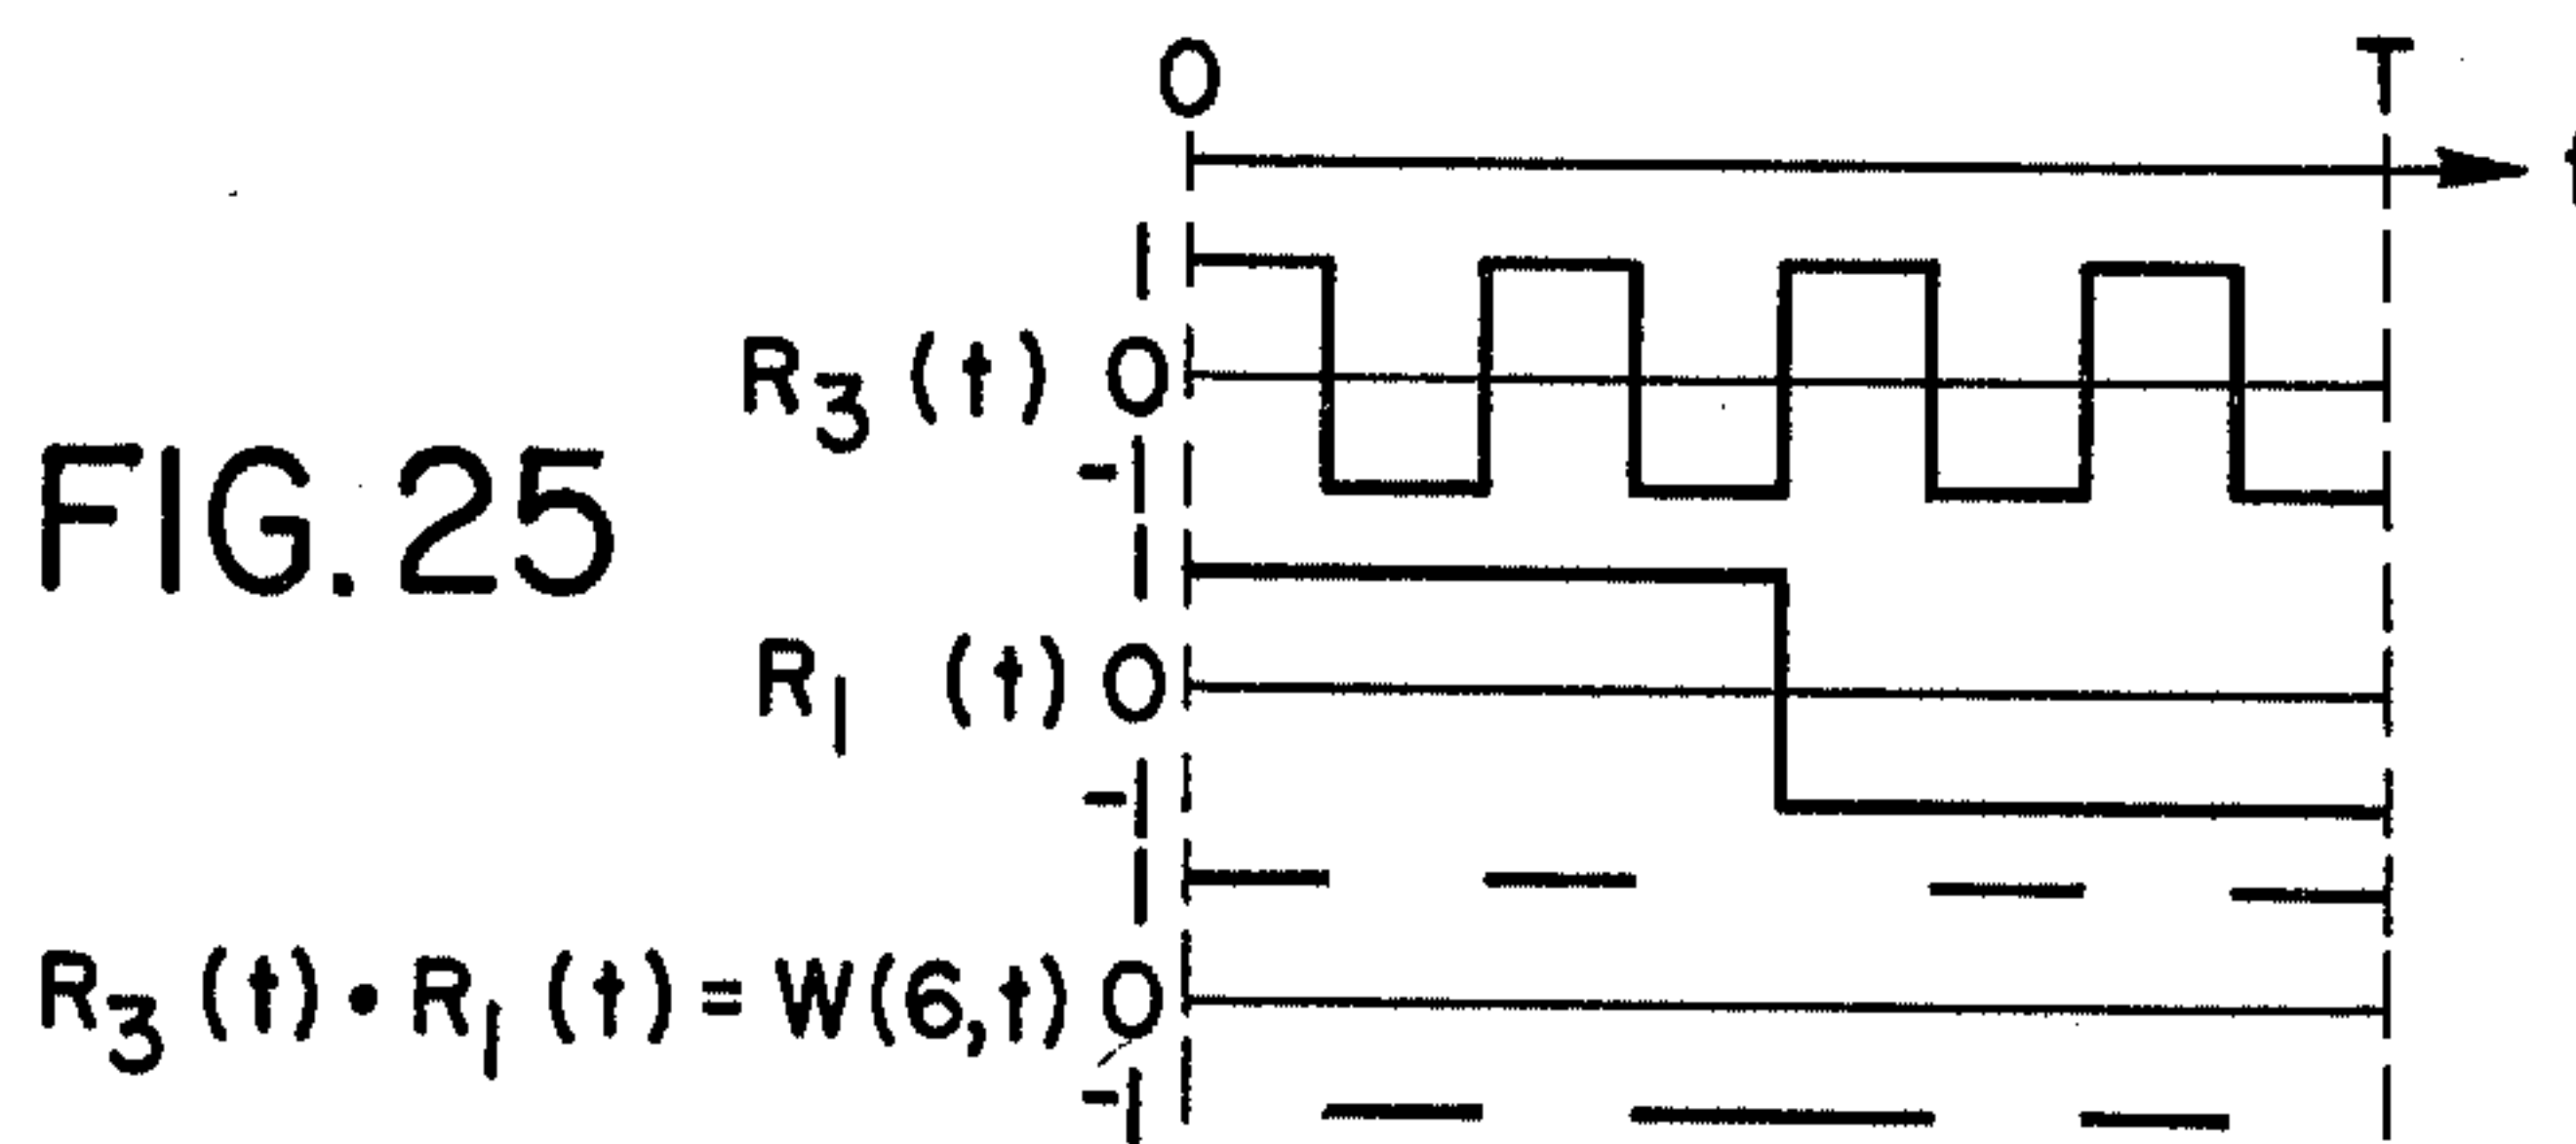 0 T
t
1
R3 (t) 0
-1
FIG. 25
1
R1 (t) 0
-1
1
R3 (t) • R1 (t) = W(6,t) 0
-1